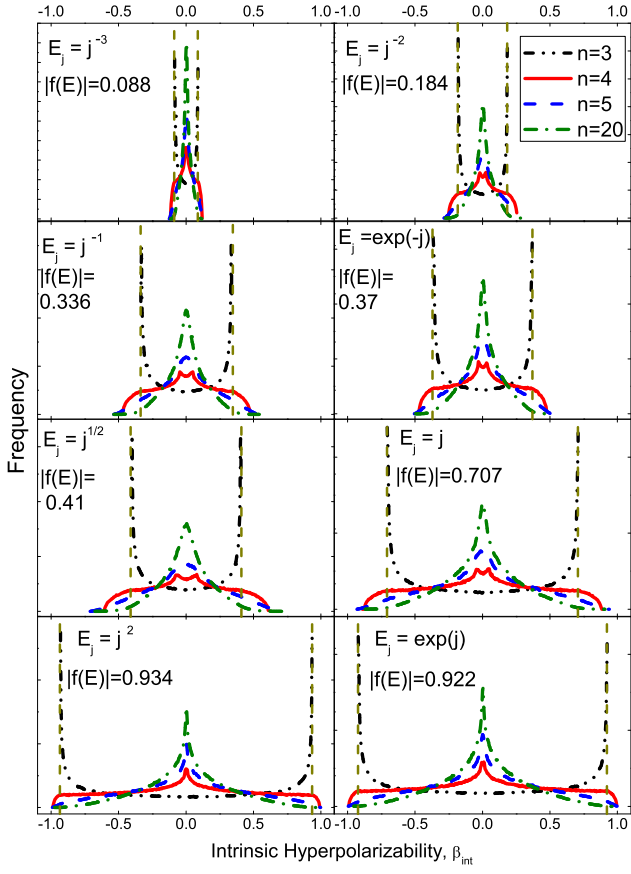 -1.0 -0.5 0.0 0.5 1.0 -1.0 -0.5 0.0 0.5 1.0
E_j = j^-3
|f(E)|=0.088
E_j = j^-2
|f(E)|=0.184
n=3
n=4
n=5
n=20
E_j = j^-1
|f(E)|=
0.336
E_j =exp(-j)
|f(E)|=
0.37
E_j = j^1/2
|f(E)|=
0.41
E_j = j
|f(E)|=0.707
E_j = j^2
|f(E)|=0.934
E_j = exp(j)
|f(E)|=0.922
-1.0 -0.5 0.0 0.5 1.0 -1.0 -0.5 0.0 0.5 1.0
Frequency
Intrinsic Hyperpolarizability, β_int